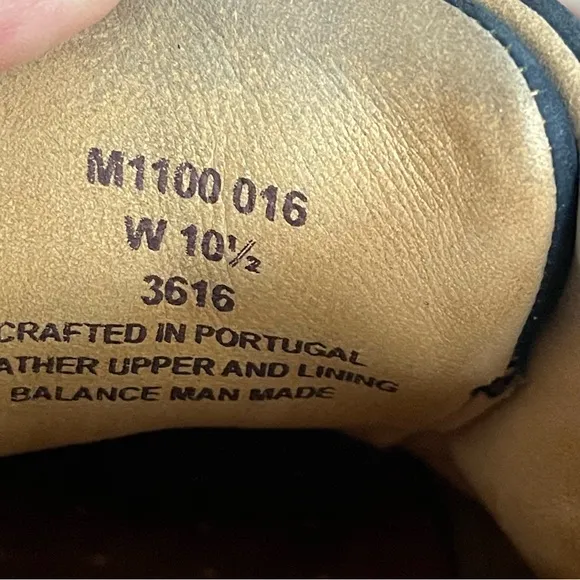 M1100 016
W 10½
3616
CRAFTED IN PORTUGAL
ATHER UPPER AND LINING
BALANCE MAN MADE